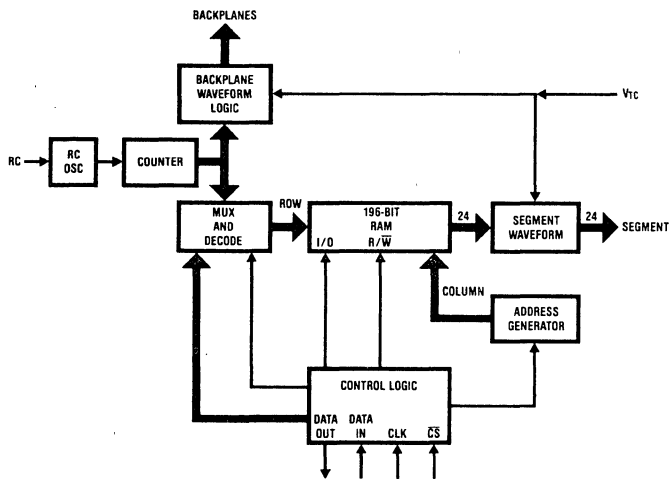 BACKPLANES
BACKPLANE
WAVEFORM
LOGIC
VTC
RC
RC
OSC
COUNTER
MUX
AND
DECODE
ROW
196-BIT
RAM
I/O R/W̅
24
SEGMENT
WAVEFORM
24
SEGMENT
COLUMN
ADDRESS
GENERATOR
CONTROL LOGIC
DATA DATA
OUT IN CLK C̅S̅